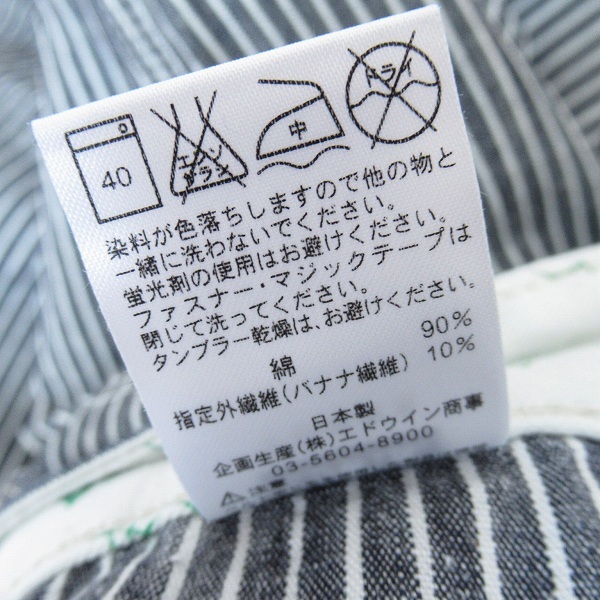 40
エンソ
サラシ
中
ドライ
染料が色落ちしますので他の物と
一緒に洗わないでください。
蛍光剤の使用はお避けください。
ファスナー・マジックテープは
閉じて洗ってください。
タンブラー乾燥は、お避けください。
綿 90%
指定外繊維(バナナ繊維) 10%
日本製
企画生産(株)エドウイン商事
03-5604-8900
⚠注意